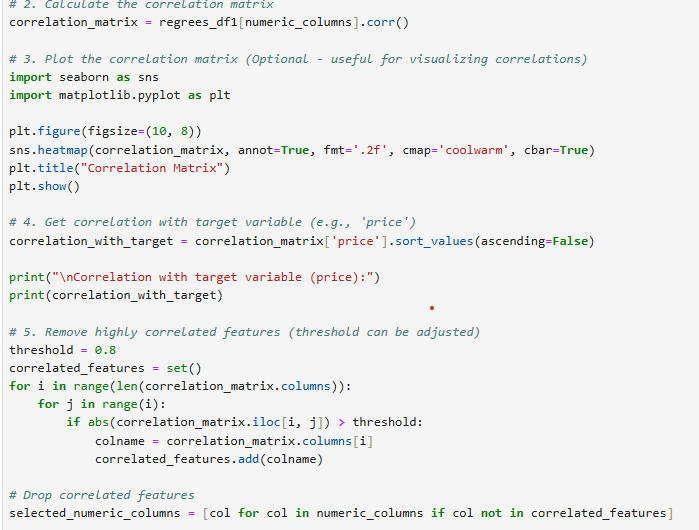 # 2. Calculate the correlation matrix
correlation_matrix = regrees_df1[numeric_columns].corr()
# 3. Plot the correlation matrix (Optional - useful for visualizing correlations)
import seaborn as sns
import matplotlib.pyplot as plt
plt.figure(figsize=(10, 8))
sns.heatmap(correlation_matrix, annot=True, fmt='.2f', cmap='coolwarm', cbar=True)
plt.title("Correlation Matrix")
plt.show()
# 4. Get correlation with target variable (e.g., 'price')
correlation_with_target = correlation_matrix['price'].sort_values(ascending=False)
print("\nCorrelation with target variable (price):")
print(correlation_with_target)
# 5. Remove highly correlated features (threshold can be adjusted)
threshold = 0.8
correlated_features = set()
for i in range(len(correlation_matrix.columns)):
    for j in range(i):
        if abs(correlation_matrix.iloc[i, j]) > threshold:
            colname = correlation_matrix.columns[i]
            correlated_features.add(colname)
# Drop correlated features
selected_numeric_columns = [col for col in numeric_columns if col not in correlated_features]